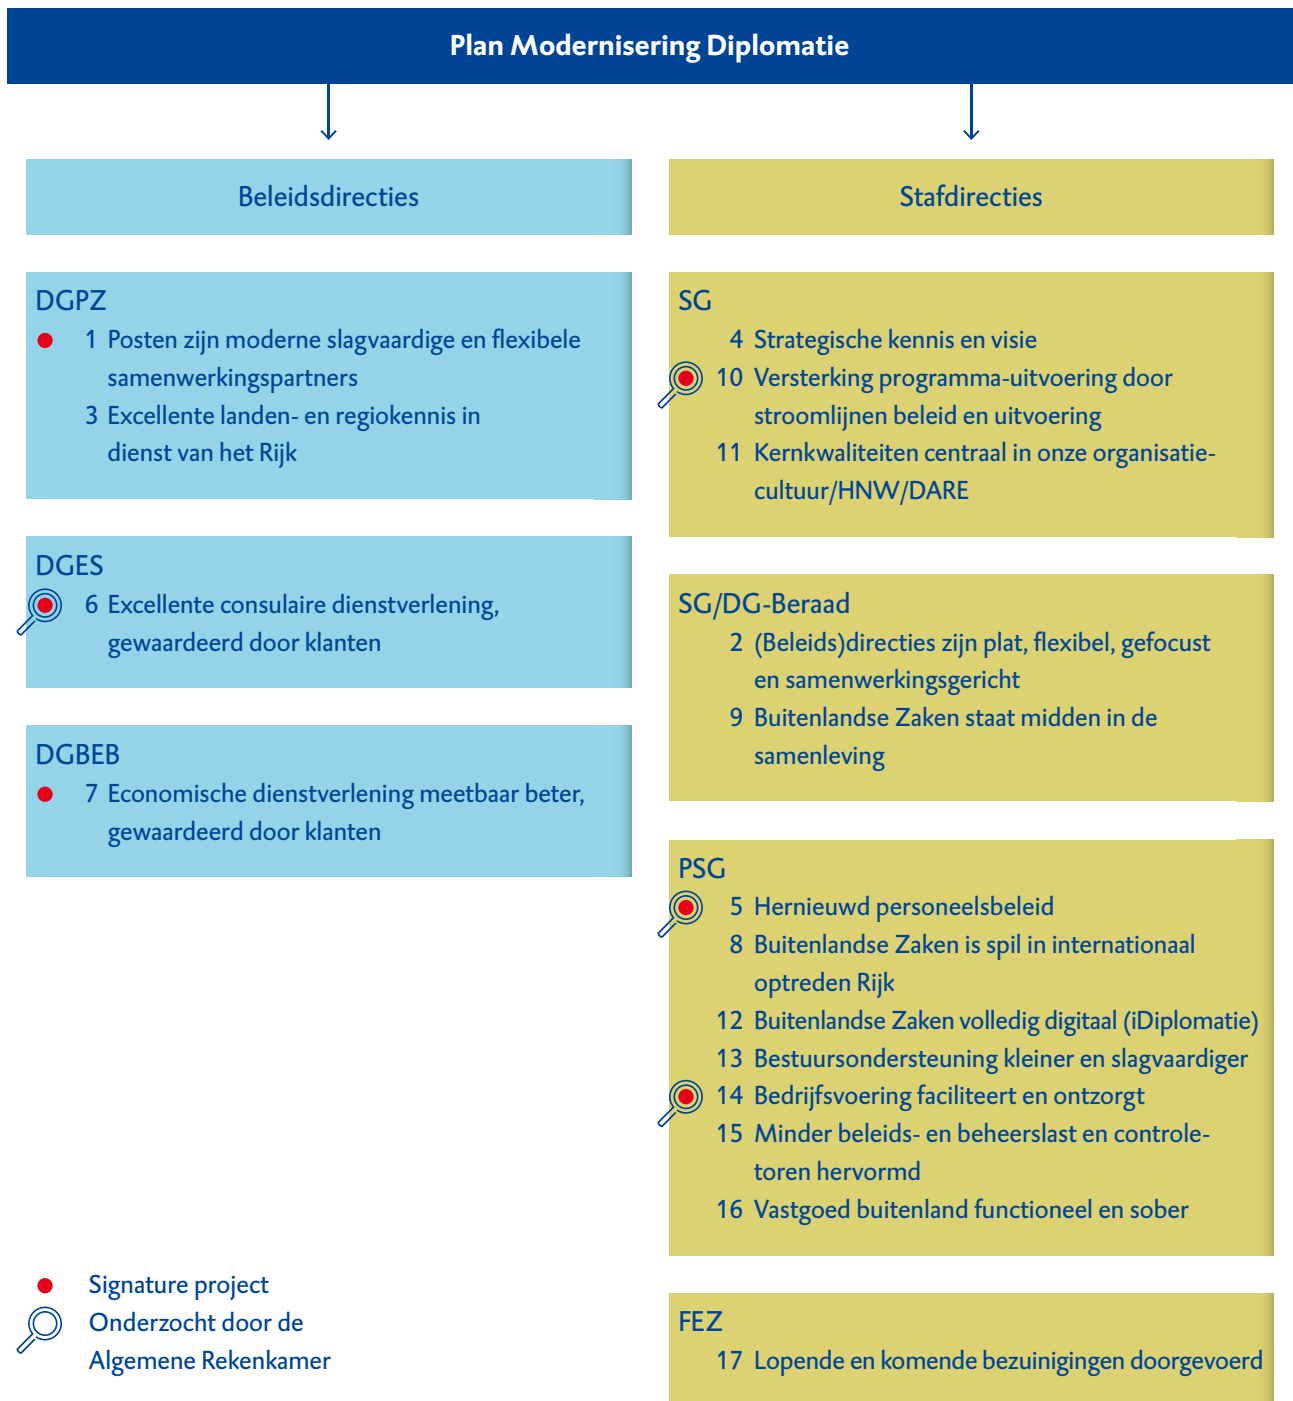 Plan Modernisering Diplomatie
Beleidsdirecties
DGPZ
1 Posten zijn moderne slagvaardige en flexibele
samenwerkingspartners
3 Excellente landen- en regiokennis in
dienst van het Rijk
DGES
6 Excellente consulaire dienstverlening,
gewaardeerd door klanten
DGBEB
7 Economische dienstverlening meetbaar beter,
gewaardeerd door klanten
Stafdirecties
SG
4 Strategische kennis en visie
10 Versterking programma-uitvoering door
stroomlijnen beleid en uitvoering
11 Kernkwaliteiten centraal in onze organisatie-
cultuur/HNW/DARE
SG/DG-Beraad
2 (Beleids)directies zijn plat, flexibel, gefocust
en samenwerkingsgericht
9 Buitenlandse Zaken staat midden in de
samenleving
PSG
5 Hernieuwd personeelsbeleid
8 Buitenlandse Zaken is spil in internationaal
optreden Rijk
12 Buitenlandse Zaken volledig digitaal (iDiplomatie)
13 Bestuursondersteuning kleiner en slagvaardiger
14 Bedrijfsvoering faciliteert en ontzorgt
15 Minder beleids- en beheerslast en controle-
toren hervormd
16 Vastgoed buitenland functioneel en sober
FEZ
17 Lopende en komende bezuinigingen doorgevoerd
Signature project
Onderzocht door de
Algemene Rekenkamer